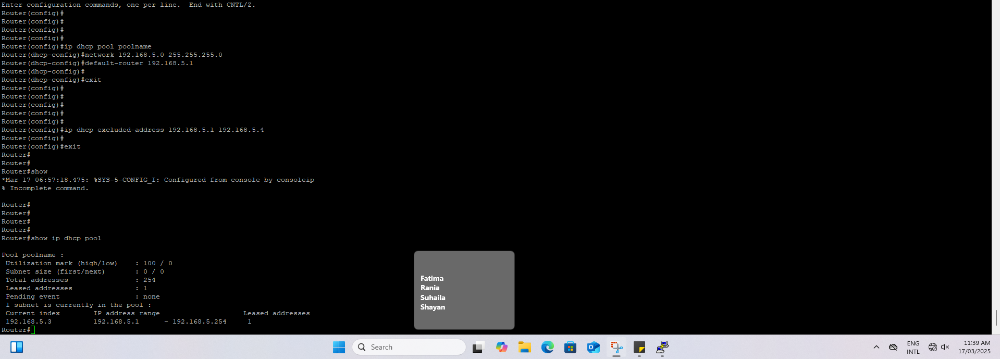 Enter configuration commands, one per line.  End with CNTL/Z.
Router(config)#
Router(config)#
Router(config)#
Router(config)#
Router(config)#ip dhcp pool poolname
Router(dhcp-config)#network 192.168.5.0 255.255.255.0
Router(dhcp-config)#default-router 192.168.5.1
Router(dhcp-config)#
Router(dhcp-config)#exit
Router(config)#
Router(config)#
Router(config)#
Router(config)#
Router(config)#
Router(config)#ip dhcp excluded-address 192.168.5.1 192.168.5.4
Router(config)#
Router(config)#exit
Router#
Router#
Router#show
*Mar 17 06:57:18.475: %SYS-5-CONFIG_I: Configured from console by consoleip
% Incomplete command.
Router#
Router#
Router#
Router#
Router#show ip dhcp pool
Pool poolname :
Utilization mark (high/low)    : 100 / 0
Subnet size (first/next)       : 0 / 0
Total addresses                : 254
Leased addresses               : 1
Pending event                  : none
1 subnet is currently in the pool :
Current index        IP address range                    Leased addresses
192.168.5.3          192.168.5.1      - 192.168.5.254     1
Router#
Fatima
Rania
Suhaila
Shayan
Search
ENG
INTL
11:39 AM
17/03/2025